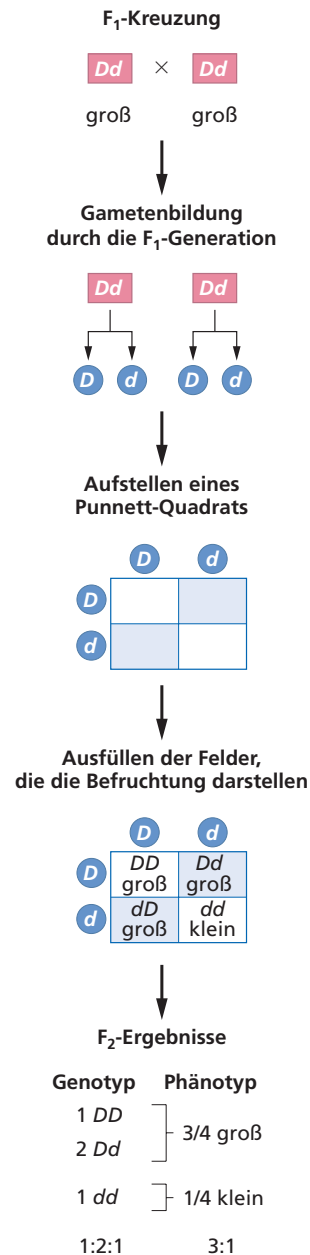 F₁-Kreuzung
Dd × Dd
groß groß
Gametenbildung
durch die F₁-Generation
Dd Dd
D d D d
Aufstellen eines
Punnett-Quadrats
D d
D
d
Ausfüllen der Felder,
die die Befruchtung darstellen
D d
D DD Dd
groß groß
d dD dd
groß klein
F₂-Ergebnisse
Genotyp Phänotyp
1 DD
3/4 groß
2 Dd
1 dd 1/4 klein
1:2:1 3:1